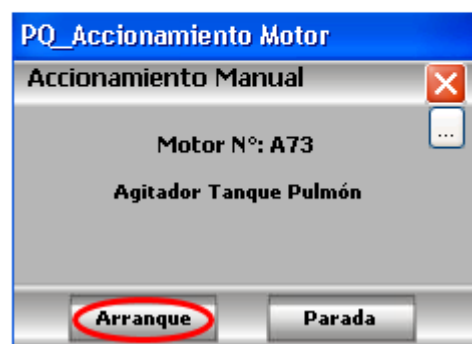 PQ_Accionamiento Motor
Accionamiento Manual
...
Motor N°: A73
Agitador Tanque Pulmón
Arranque Parada